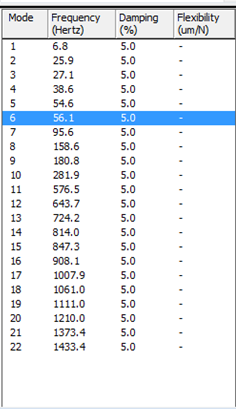 Mode Frequency (Hertz) Damping (%) Flexibility (um/N)
1 6.8 5.0 -
2 25.9 5.0 -
3 27.1 5.0 -
4 38.6 5.0 -
5 54.6 5.0 -
6 56.1 5.0 -
7 95.6 5.0 -
8 158.6 5.0 -
9 180.8 5.0 -
10 281.9 5.0 -
11 576.5 5.0 -
12 643.7 5.0 -
13 724.2 5.0 -
14 814.0 5.0 -
15 847.3 5.0 -
16 908.1 5.0 -
17 1007.9 5.0 -
18 1061.0 5.0 -
19 1111.0 5.0 -
20 1210.0 5.0 -
21 1373.4 5.0 -
22 1433.4 5.0 -